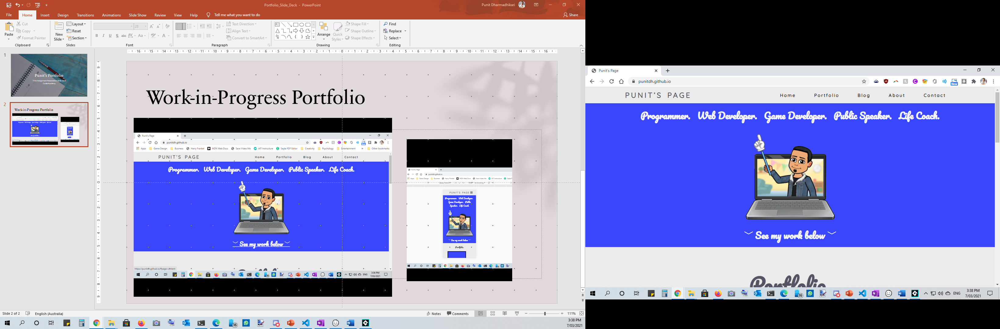 Portfolio_Slide_Deck - PowerPoint
Punit Dharmadhikari
File Home Insert Design Transitions Animations Slide Show Review View Help Tell me what you want to do
Share
Paste
Cut
Copy
Format Painter
Clipboard
New Slide
Layout
Reset
Section
Slides
28
Font
Text Direction
Align Text
Convert to SmartArt
Paragraph
Arrange
Quick Styles
Shape Fill
Shape Outline
Shape Effects
Drawing
Find
Replace
Select
Editing
1
Punit's Portfolio
2
Work-in-Progress Portfolio
Work-in-Progress Portfolio
Punit's Page
punitdh.github.io
Apps Game Design Business Harry Frankel MDN Web Docs Save Video Me AIT Instructure Sejda PDF Editor Creativity Psychology Entertainment » Other bookmarks
PUNIT'S PAGE Home Portfolio Blog About Contact
Programmer. Web Developer. Game Developer. Public Speaker. Life Coach.
See my work below
https://punitdh.github.io/#page-content
ENG
3:36 PM
7/03/2021
Punit's Page
punitdh.github.io
PUNIT'S PAGE
Programmer. Web Developer.
Game Developer. Public
Speaker. Life Coach.
See my work below
Portfolio
Slide 2 of 2 English (Australia)
Notes Comments 111%
16
3:38 PM
7/03/2021
Punit's Page
punitdh.github.io
New
PUNIT'S PAGE Home Portfolio Blog About Contact
Programmer. Web Developer. Game Developer. Public Speaker. Life Coach.
See my work below
Portfolio
16
ENG
3:38 PM
7/03/2021